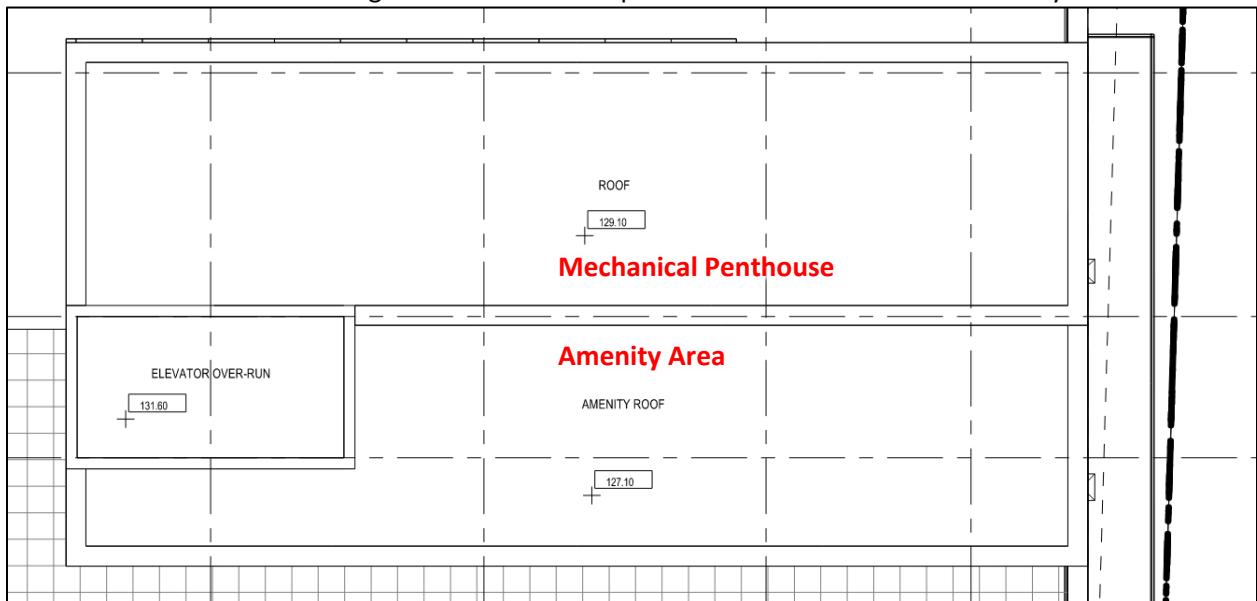 ROOF
129.10
Mechanical Penthouse
Amenity Area
ELEVATOR OVER-RUN
131.60
AMENITY ROOF
127.10